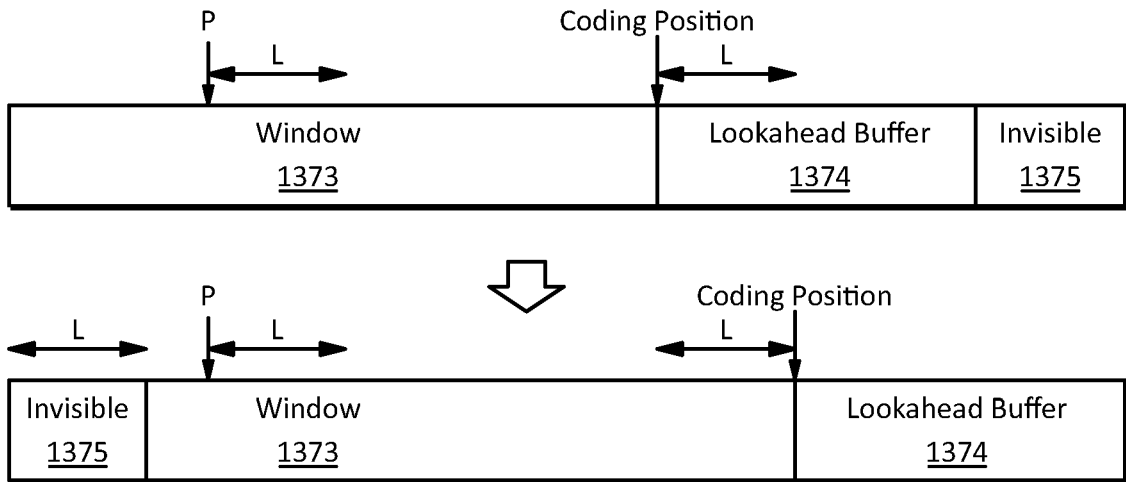 P
Coding Position
L
L
Window
Lookahead Buffer
Invisible
1373
1374
1375
P
Coding Position
L
L
L
Invisible
Window
Lookahead Buffer
1375
1373
1374